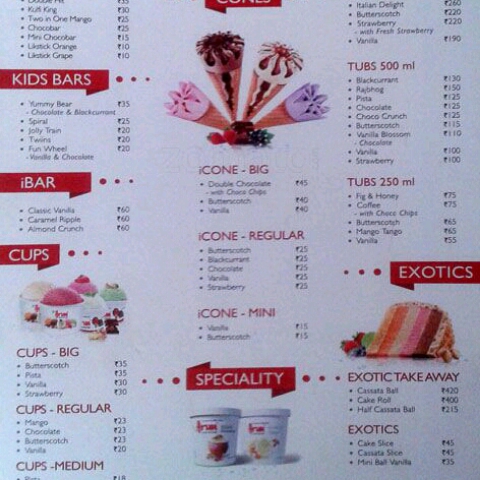 Double Hit ₹35
Kulfi King ₹30
Two in One Mango ₹25
Chocobar ₹25
Mini Chocobar ₹15
Likstick Orange ₹10
Likstick Grape ₹10
KIDS BARS
Yummy Bear ₹35
- Chocolate & Blackcurrant
Spiral ₹25
Jolly Train ₹20
Twiins ₹20
Fun Wheel ₹20
- Vanilla & Chocolate
iBAR
Classic Vanilla ₹60
Caramel Ripple ₹60
Almond Crunch ₹60
CUPS
CUPS - BIG
Butterscotch ₹35
Pista ₹35
Vanilla ₹30
Strawberry ₹30
CUPS - REGULAR
Mango ₹23
Chocolate ₹23
Butterscotch ₹23
Vanilla ₹20
CUPS -MEDIUM
Pista ₹18
CONES
iCONE - BIG
Double Chocolate ₹45
- with Choco Chips
Butterscotch ₹40
Vanilla ₹40
iCONE - REGULAR
Butterscotch ₹25
Blackcurrant ₹25
Chocolate ₹25
Vanilla ₹25
Strawberry ₹25
iCONE - MINI
Vanilla ₹15
Butterscotch ₹15
SPECIALITY
Arun
Arun
Italian Delight ₹260
Butterscotch ₹220
Strawberry ₹220
- with Fresh Strawberry
Vanilla ₹190
TUBS 500 ml
Blackcurrant ₹130
Rajbhog ₹150
Pista ₹125
Chocolate ₹125
Choco Crunch ₹125
Butterscotch ₹115
Vanilla Blossom ₹110
- Chocolate
Vanilla ₹100
Strawberry ₹100
TUBS 250 ml
Fig & Honey ₹75
Coffee ₹75
- with Choco Chips
Butterscotch ₹65
Mango Tango ₹65
Vanilla ₹55
EXOTICS
EXOTIC TAKE AWAY
Cassata Ball ₹420
Cake Roll ₹400
Half Cassata Ball ₹215
EXOTICS
Cake Slice ₹45
Cassata Slice ₹45
Mini Ball Vanilla ₹35